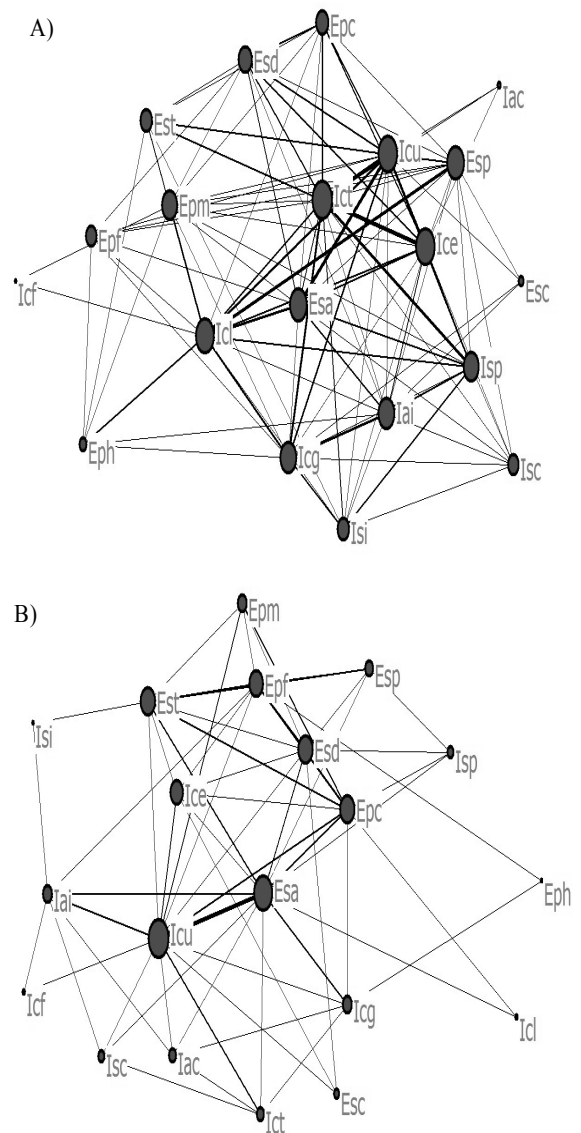 A)
Epc
Esd
Iac
Est
Icu
Esp
Ict
Epm
Epf
Ice
Icf
Esc
Esa
Icl
Isp
Iai
Eph
Icg
Isc
Isi
B)
Epm
Esp
Epf
Est
Isi
Esd
Isp
Ice
Epc
Eph
Iai
Esa
Icu
Icf
Icg
Icl
Isc
Iac
Esc
Ict